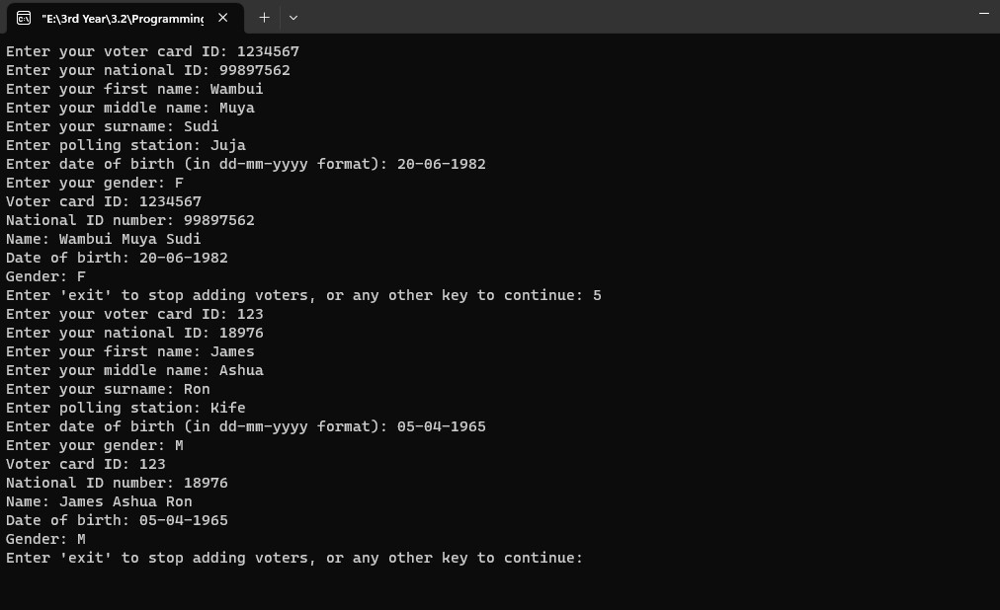 "E:\3rd Year\3.2\Programming
Enter your voter card ID: 1234567
Enter your national ID: 99897562
Enter your first name: Wambui
Enter your middle name: Muya
Enter your surname: Sudi
Enter polling station: Juja
Enter date of birth (in dd-mm-yyyy format): 20-06-1982
Enter your gender: F
Voter card ID: 1234567
National ID number: 99897562
Name: Wambui Muya Sudi
Date of birth: 20-06-1982
Gender: F
Enter 'exit' to stop adding voters, or any other key to continue: 5
Enter your voter card ID: 123
Enter your national ID: 18976
Enter your first name: James
Enter your middle name: Ashua
Enter your surname: Ron
Enter polling station: Kife
Enter date of birth (in dd-mm-yyyy format): 05-04-1965
Enter your gender: M
Voter card ID: 123
National ID number: 18976
Name: James Ashua Ron
Date of birth: 05-04-1965
Gender: M
Enter 'exit' to stop adding voters, or any other key to continue: